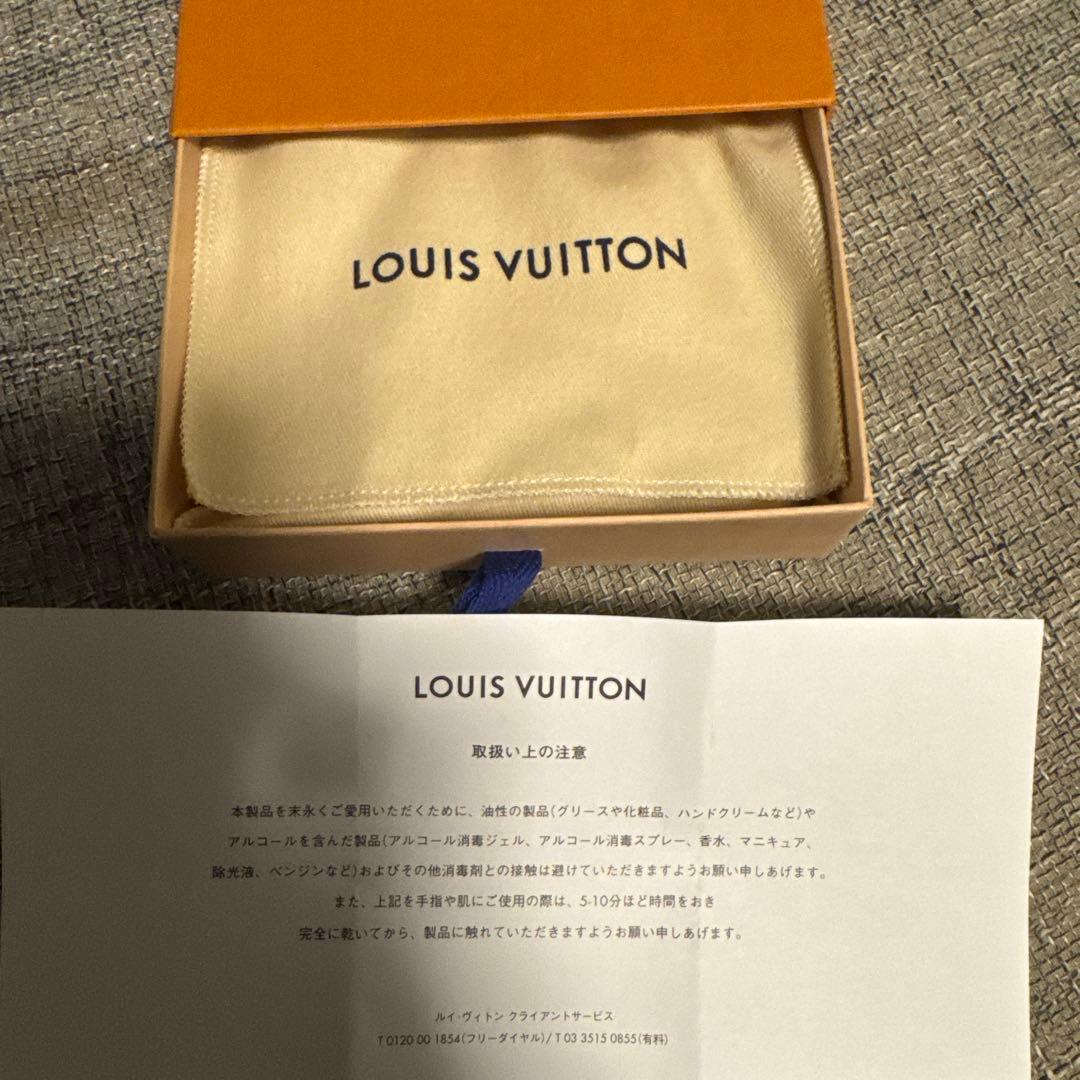 LOUIS VUITTON
LOUIS VUITTON
取扱い上の注意
本製品を末永くご愛用いただくために、油性の製品(グリースや化粧品、ハンドクリームなど)や
アルコールを含んだ製品(アルコール消毒ジェル、アルコール消毒スプレー、香水、マニキュア、
除光液、ベンジンなど)およびその他消毒剤との接触は避けていただきますようお願い申しあげます。
また、上記を手指や肌にご使用の際は、5-10分ほど時間をおき
完全に乾いてから、製品に触れていただきますようお願い申しあげます。
ルイ・ヴィトン クライアントサービス
T 0120 00 1854(フリーダイヤル)/ T 03 3515 0855(有料)